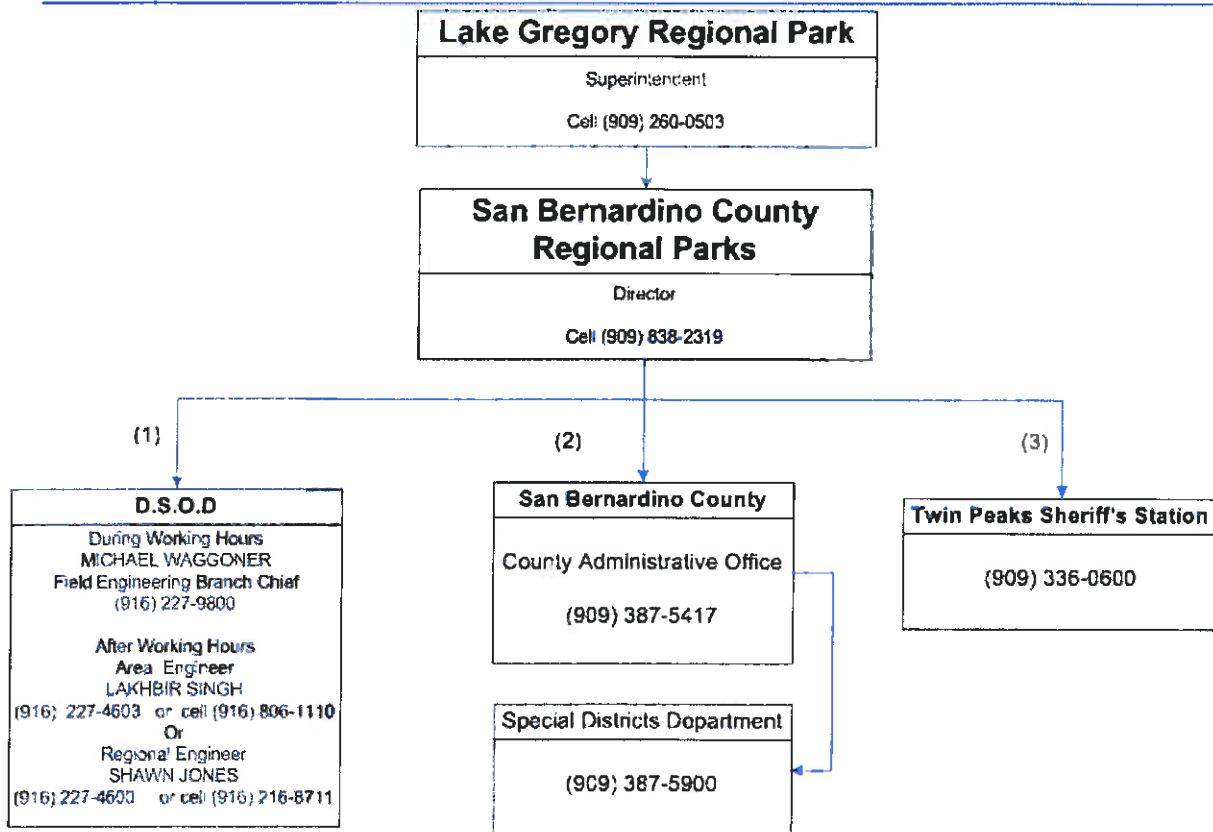 Lake Gregory Regional Park
Superintendent
Cell (909) 260-0503
San Bernardino County
Regional Parks
Director
Cell (909) 838-2319
(1)
(2)
(3)
D.S.O.D
During Working Hours
MICHAEL WAGGONER
Field Engineering Branch Chief
(916) 227-9800
After Working Hours
Area Engineer
LAKHBIR SINGH
(916) 227-4603 or cell (916) 806-1110
Or
Regional Engineer
SHAWN JONES
(916) 227-4600 or cell (916) 216-8711
San Bernardino County
County Administrative Office
(909) 387-5417
Special Districts Department
(909) 387-5900
Twin Peaks Sheriff's Station
(909) 336-0600